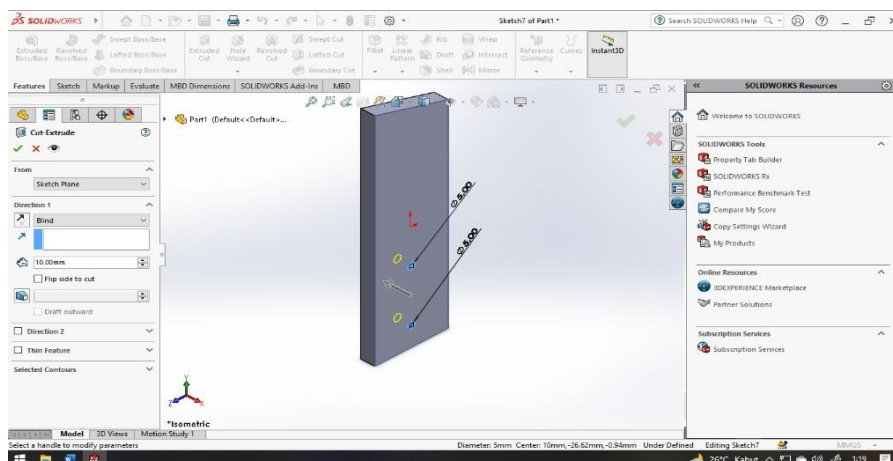 SOLIDWORKS
Sketch7 of Part1 *
Search SOLIDWORKS Help
Extruded Boss/Base
Revolved Boss/Base
Swept Boss/Base
Lofted Boss/Base
Boundary Boss/Base
Extruded Cut
Hole Wizard
Revolved Cut
Swept Cut
Lofted Cut
Boundary Cut
Fillet
Linear Pattern
Rib
Draft
Shell
Wrap
Intersect
Mirror
Reference Geometry
Curves
Instant3D
Features Sketch Markup Evaluate MBD Dimensions SOLIDWORKS Add-Ins MBD
Part1 (Default<<Default>...
Cut-Extrude
From
Sketch Plane
Direction 1
Blind
10.00mm
Flip side to cut
Draft outward
Direction 2
Thin Feature
Selected Contours
Ø5.00
Ø5.00
Y
Z
X
*Isometric
SOLIDWORKS Resources
Welcome to SOLIDWORKS
SOLIDWORKS Tools
Property Tab Builder
SOLIDWORKS Rx
Performance Benchmark Test
Compare My Score
Copy Settings Wizard
My Products
Online Resources
3DEXPERIENCE Marketplace
Partner Solutions
Subscription Services
Subscription Services
Model 3D Views Motion Study 1
Select a handle to modify parameters
Diameter: 5mm Center: 10mm,-26.62mm,-0.94mm Under Defined Editing Sketch7 MMGS
26°C Kabut 1:19